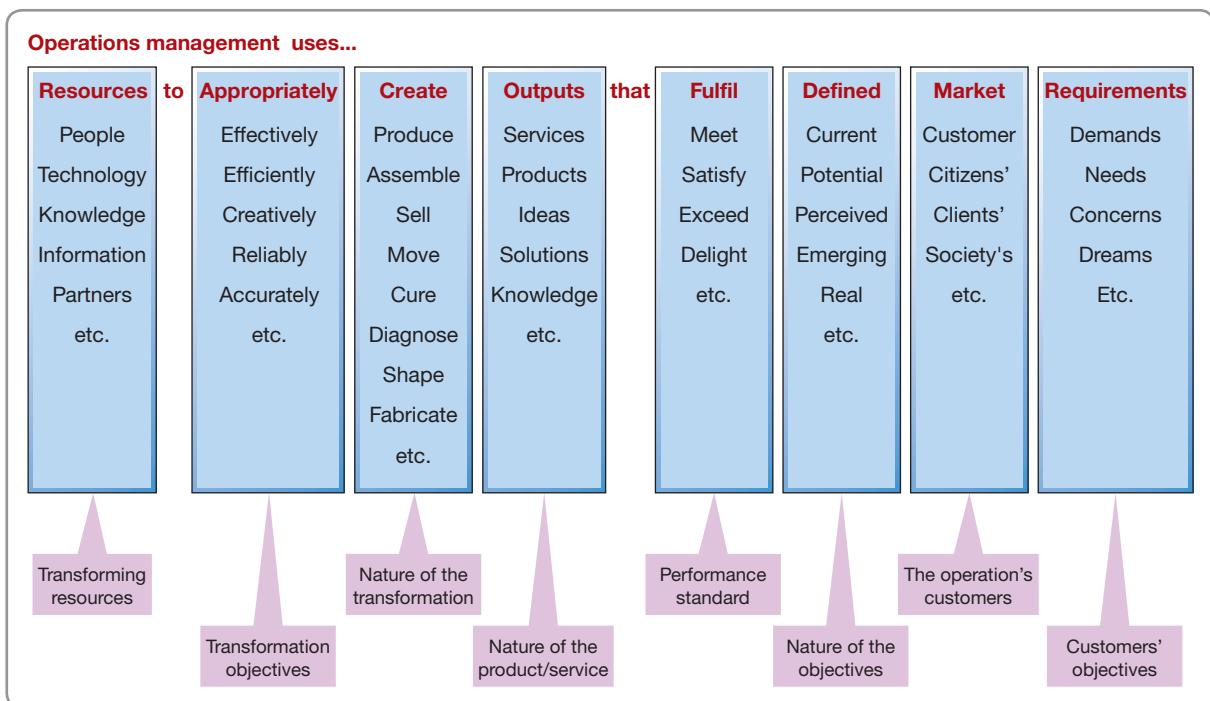 Operations management uses...
Resources
People
Technology
Knowledge
Information
Partners
etc.
to
Appropriately
Effectively
Efficiently
Creatively
Reliably
Accurately
etc.
Create
Produce
Assemble
Sell
Move
Cure
Diagnose
Shape
Fabricate
etc.
Outputs
Services
Products
Ideas
Solutions
Knowledge
etc.
that
Fulfil
Meet
Satisfy
Exceed
Delight
etc.
Defined
Current
Potential
Perceived
Emerging
Real
etc.
Market
Customer
Citizens’
Clients’
Society's
etc.
Requirements
Demands
Needs
Concerns
Dreams
Etc.
Transforming
resources
Transformation
objectives
Nature of the
transformation
Nature of the
product/service
Performance
standard
Nature of the
objectives
The operation’s
customers
Customers’
objectives